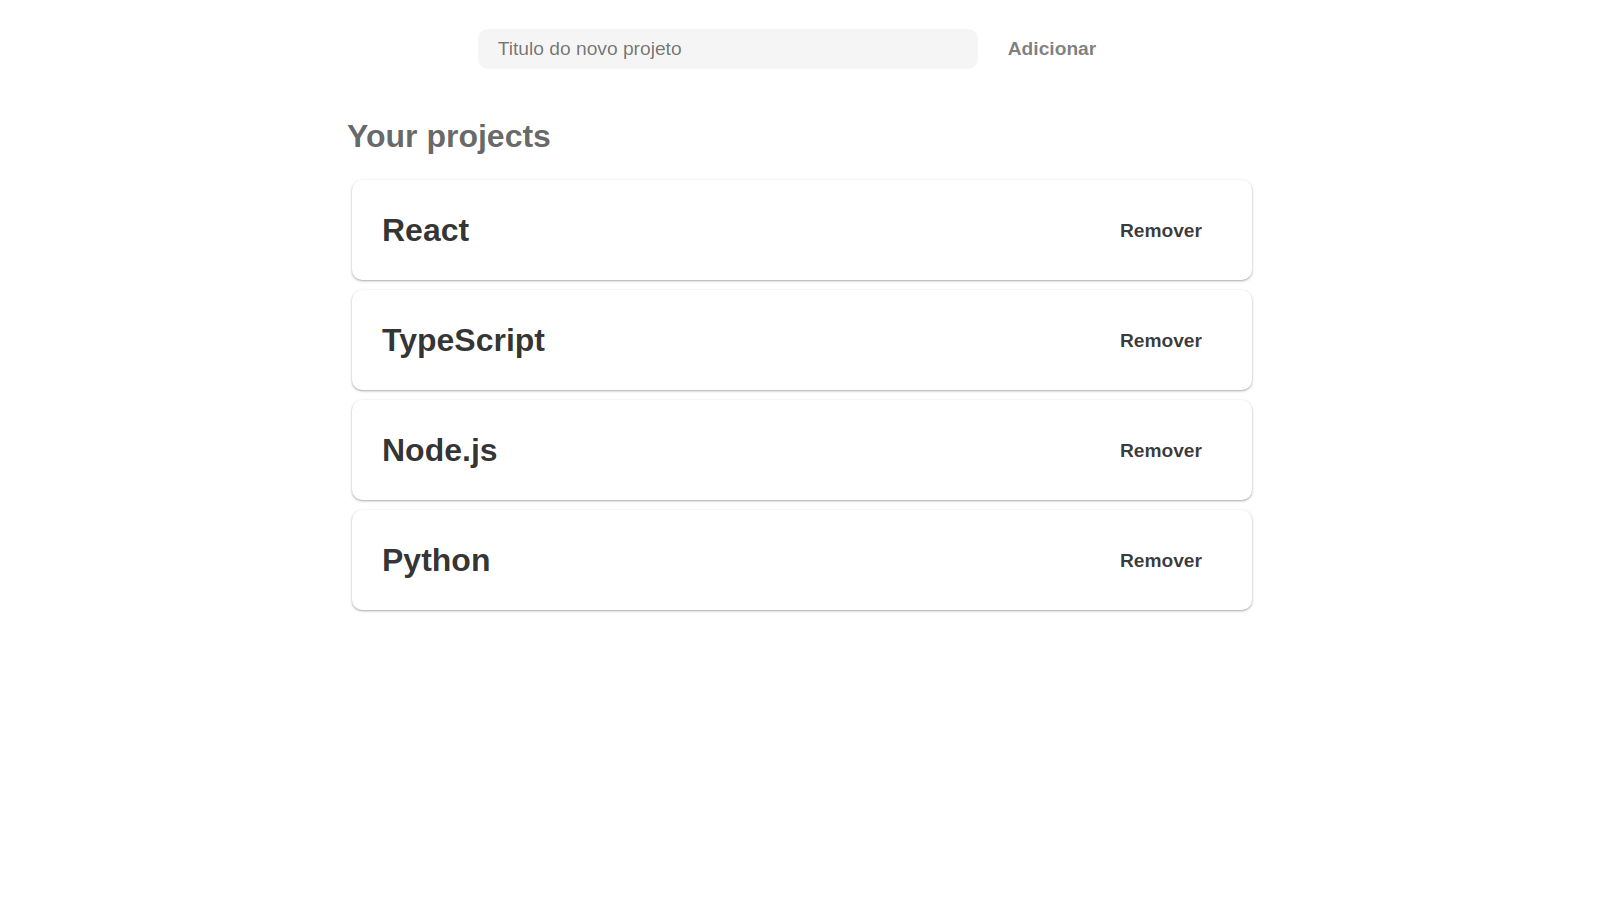 Titulo do novo projeto Adicionar
Your projects
React Remover
TypeScript Remover
Node.js Remover
Python Remover